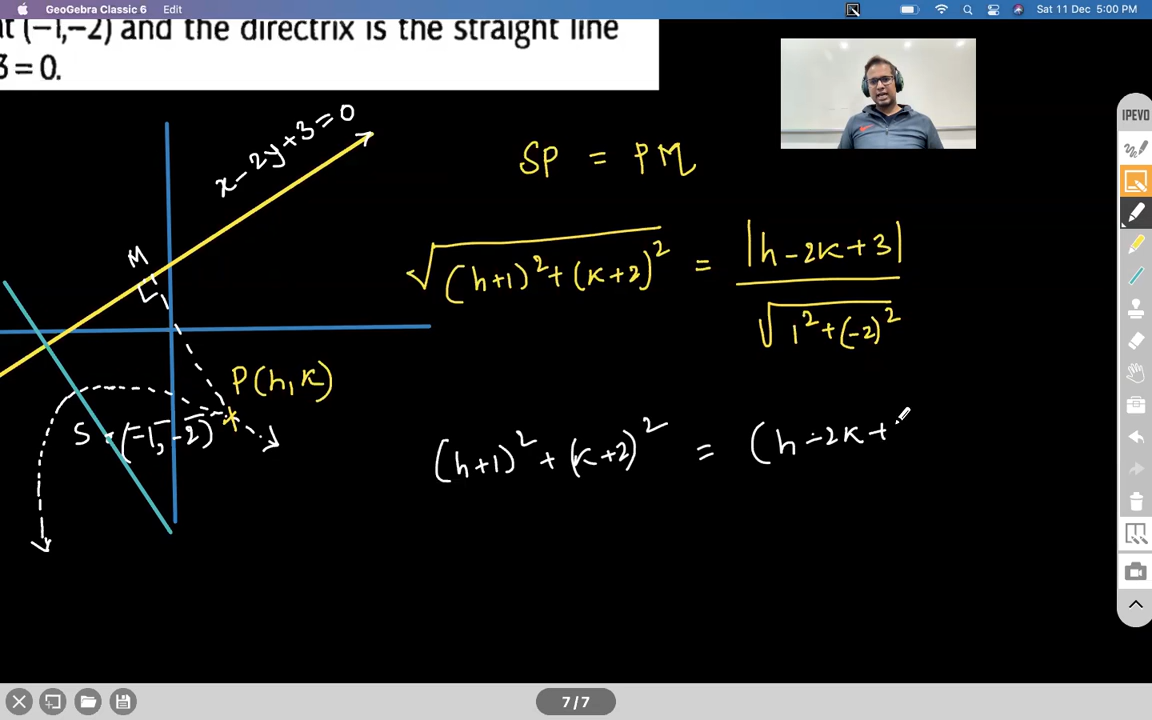 GeoGebra Classic 6 Edit Sat 11 Dec 5:00 PM
at (−1,−2) and the directrix is the straight line
3 = 0.
IPEVO
x−2y+3=0
SP = PM
M
√(h+1)²+(k+2)² = |h−2k+3| / √1²+(−2)²
P(h,k)
S (−1,−2)
(h+1)²+(k+2)² = (h−2k+
7 / 7